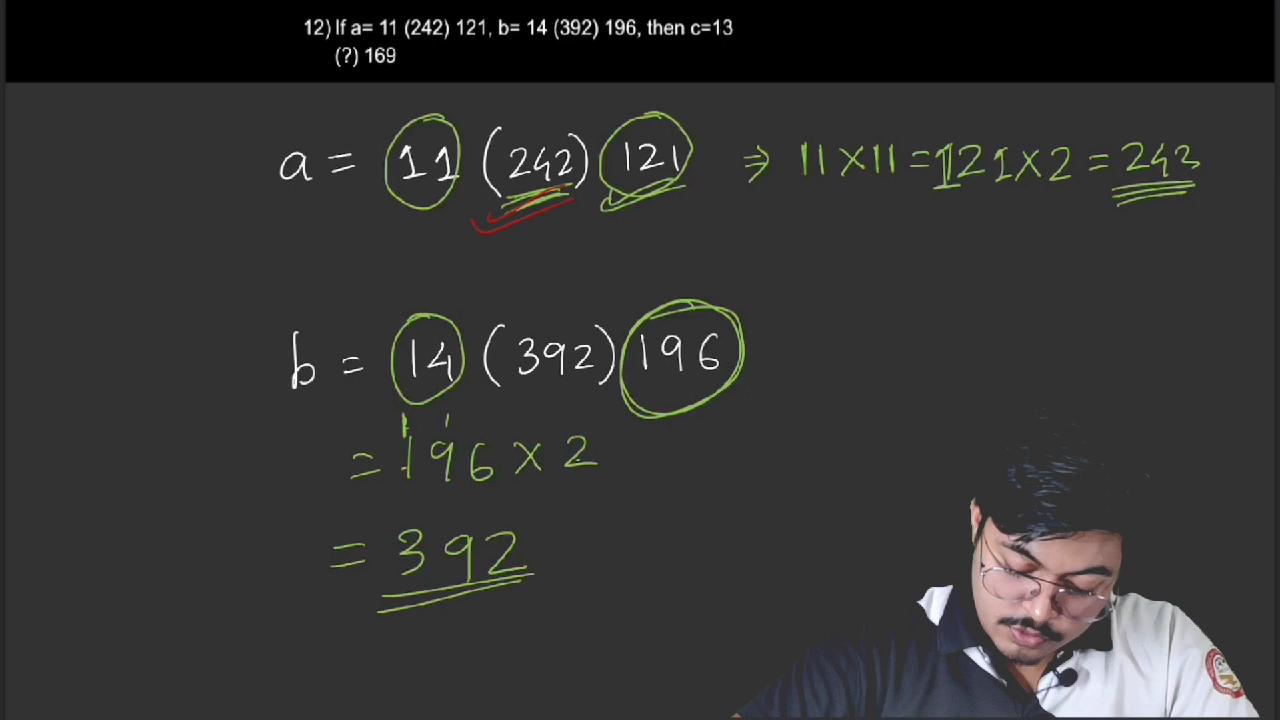 12) If a= 11 (242) 121, b= 14 (392) 196, then c=13
(?) 169
a = 11 (242) 121 ⇒ 11 X 11 = 121 X 2 = 242
b = 14 (392) 196
= 196 X 2
= 392